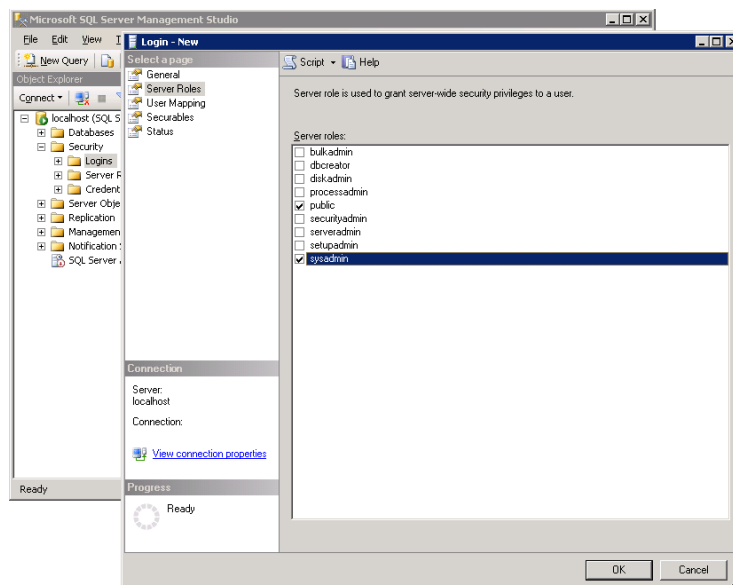 Microsoft SQL Server Management Studio
File Edit View
New Query
Object Explorer
Connect
localhost (SQL S
Databases
Security
Logins
Server R
Credent
Server Obje
Replication
Managemen
Notification
SQL Server
Ready
Login - New
Select a page
General
Server Roles
User Mapping
Securables
Status
Script Help
Server role is used to grant server-wide security privileges to a user.
Server roles:
bulkadmin
dbcreator
diskadmin
processadmin
public
securityadmin
serveradmin
setupadmin
sysadmin
Connection
Server:
localhost
Connection:
View connection properties
Progress
Ready
OK Cancel